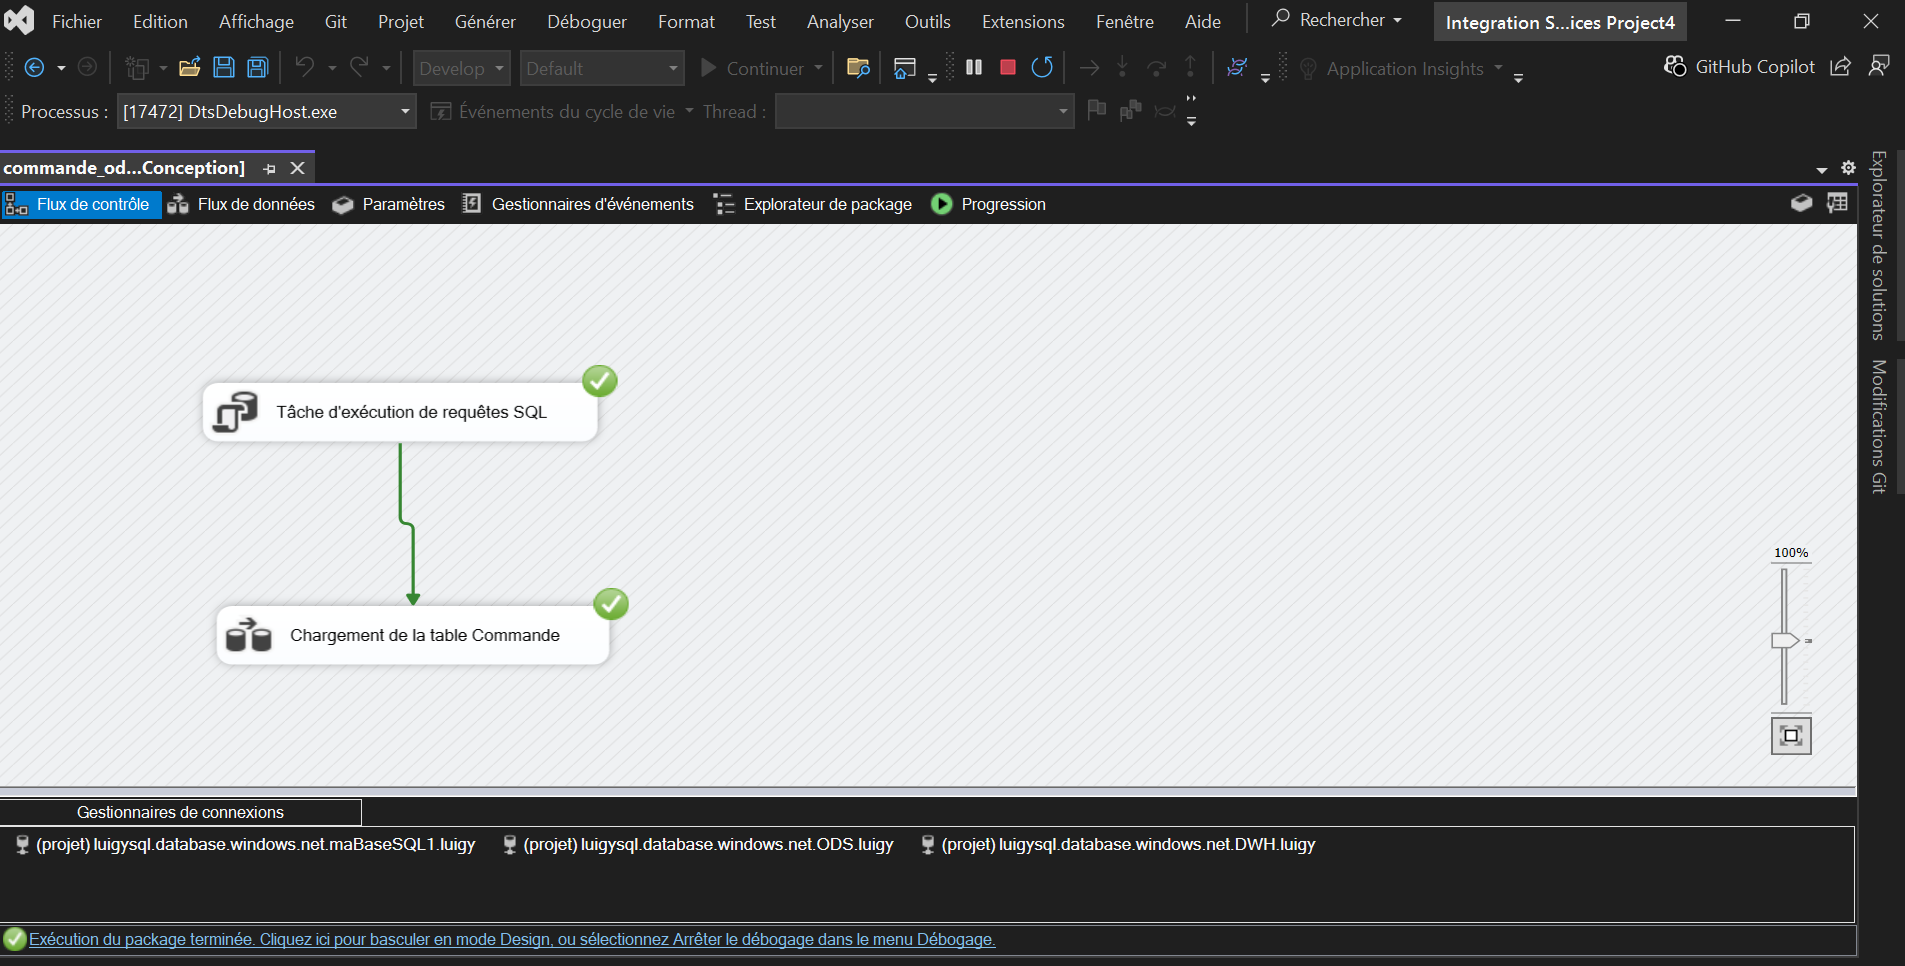 Fichier Edition Affichage Git Projet Générer Déboguer Format Test Analyser Outils Extensions Fenêtre Aide Rechercher Integration S...ices Project4
Develop Default Continuer Application Insights GitHub Copilot
Processus : [17472] DtsDebugHost.exe Événements du cycle de vie Thread :
commande_od...Conception]
Flux de contrôle Flux de données Paramètres Gestionnaires d'événements Explorateur de package Progression
Explorateur de solutions
Modifications Git
Tâche d'exécution de requêtes SQL
Chargement de la table Commande
100%
Gestionnaires de connexions
(projet) luigysql.database.windows.net.maBaseSQL1.luigy (projet) luigysql.database.windows.net.ODS.luigy (projet) luigysql.database.windows.net.DWH.luigy
Exécution du package terminée. Cliquez ici pour basculer en mode Design, ou sélectionnez Arrêter le débogage dans le menu Débogage.